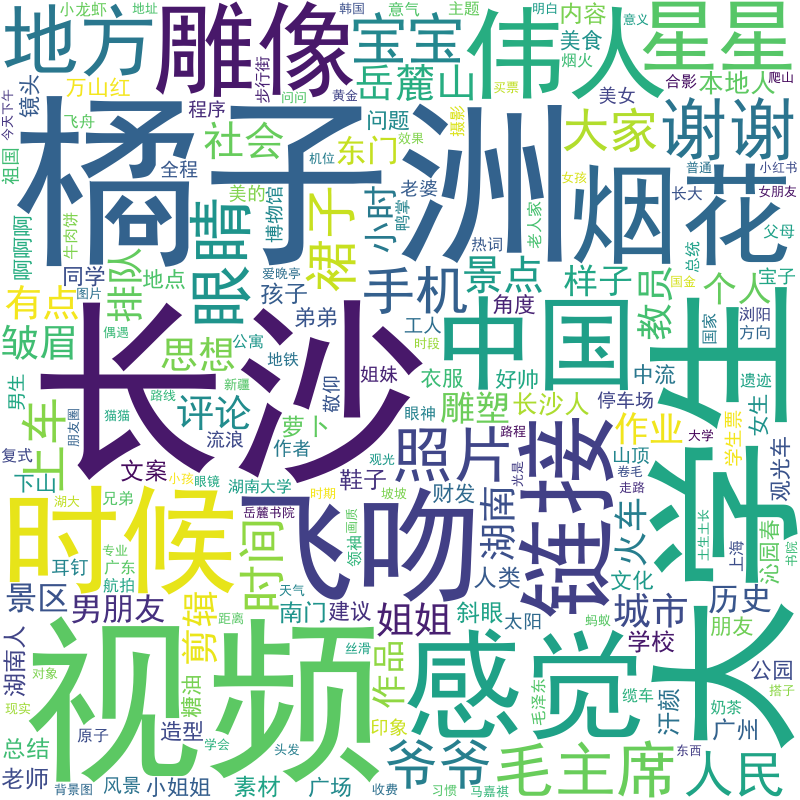 橘子洲
长沙
视频
学生
中国
感觉
飞吻
时候
链接
烟花
伟人
雕像
星星
谢谢
地方
宝宝
大
眼睛
裙子
手机
照片
岳麓山
社会
大家
东门
景点
样子
教员
个人
皱眉
思想
上车
评论
排队
有点
小时
雕塑
作业
湖南
火车
城市
历史
姐姐
毛主席
人民
爷爷
作品
时间
剪辑
男朋友
景区
湖南人
南门
建议
斜眼
人类
文化
学校
朋友
公园
汗颜
广州
太阳
缆车
奶茶
毛泽东
印象
造型
糖油
总结
老师
风景
小姐姐
素材
广场
原子
背景图
学会
头发
收费
习惯
马嘉祺
东西
搭子
蚂蚁
丝滑
距离
天气
对象
现实
耳钉
航拍
广东
专业
湖大
兄弟
小孩
眼镜
湖南大学
岳麓书院
时期
坡坡
领袖
画质
鞋子
财发
走路
卷毛
大学
山顶
光是
路程
观光
作者
萝卜
流浪
文案
下山
复式
男生
猫猫
朋友圈
路线
新疆
公寓
地铁
敬仰
姐妹
衣服
好帅
长沙人
中流
停车场
学生票
女生
遗迹
观光车
沁园春
书院
上海
土生土长
眼神
偶遇
时段
工人
角度
弟弟
孩子
爱晚亭
图片
同学
地点
啊啊啊
牛肉饼
美的
博物馆
老婆
鸭掌
老人家
热词
国金
总统
宝子
浏阳
方向
国家
父母
女朋友
长大
小红书
普通
女孩
问题
效果
摄影
机位
全程
程序
飞舟
问问
黄金
祖国
今天下午
镜头
万山红
步行街
小龙虾
地址
韩国
意气
主题
内容
美食
烟火
明白
意义
本地人
合影
爬山
美女
买票